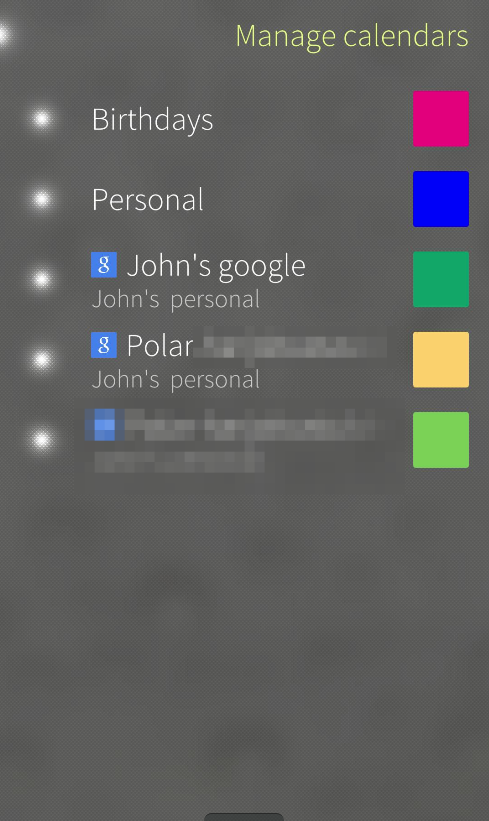 Manage calendars
Birthdays
Personal
g John's google
John's personal
g Polar
John's personal